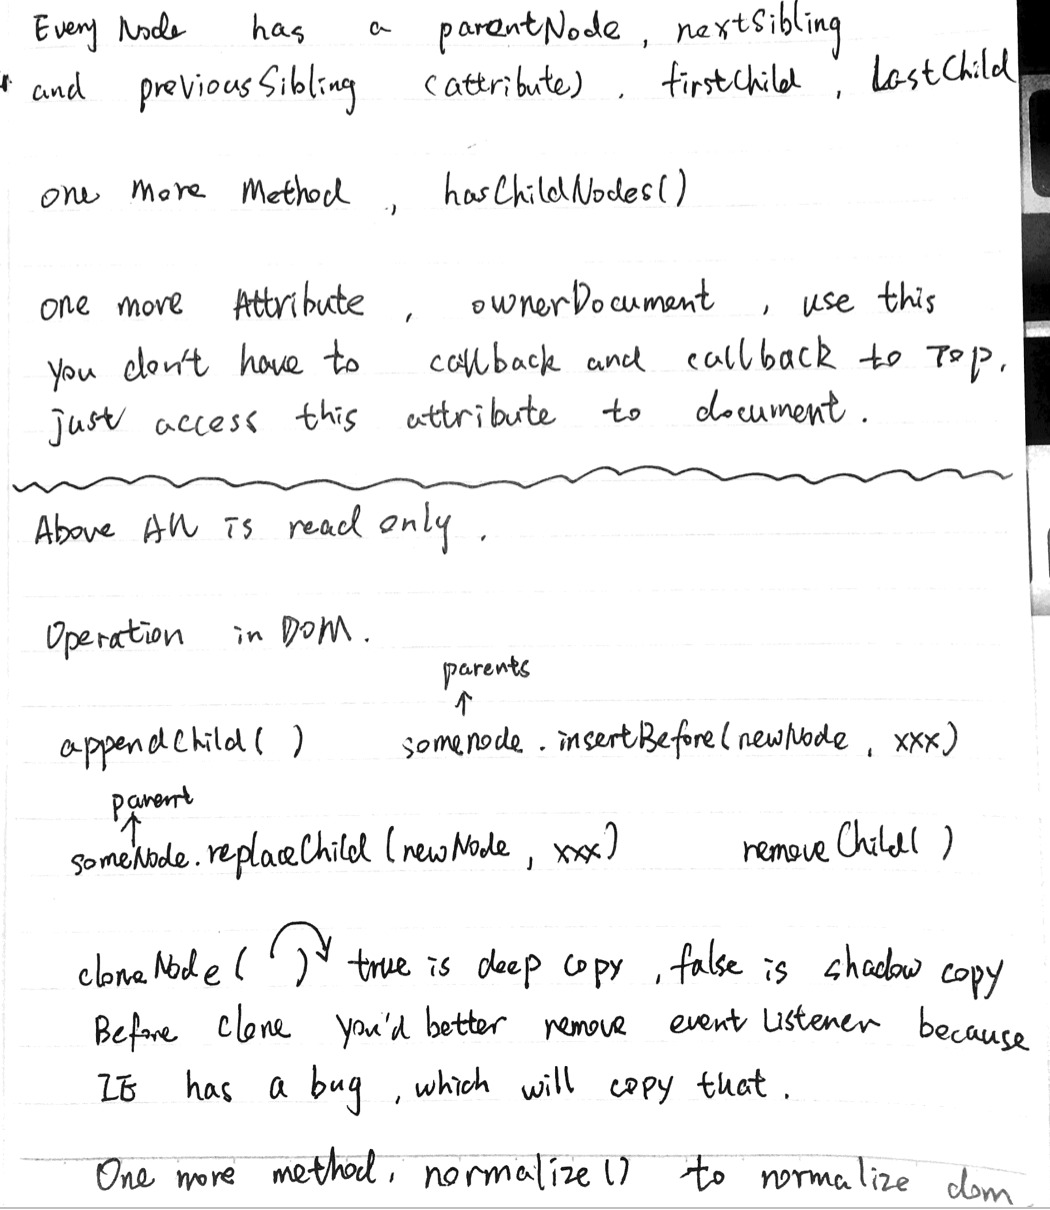 Every Node has a parentNode, nextSibling
and previousSibling (attribute). firstChild, LastChild
one more Method, hasChildNodes()
one more Attribute, ownerDocument, use this
you don't have to callback and callback to Top.
just access this attribute to document.
Above All is read only.
Operation in DOM.
parents
↑
appendChild( ) somenode.insertBefore(newNode, xxx)
parent
↑
someNode.replaceChild(newNode, xxx) removeChild( )
cloneNode( ) true is deep copy, false is shadow copy
Before clone you'd better remove event Listener because
IE has a bug, which will copy that.
One more method, normalize() to normalize dom